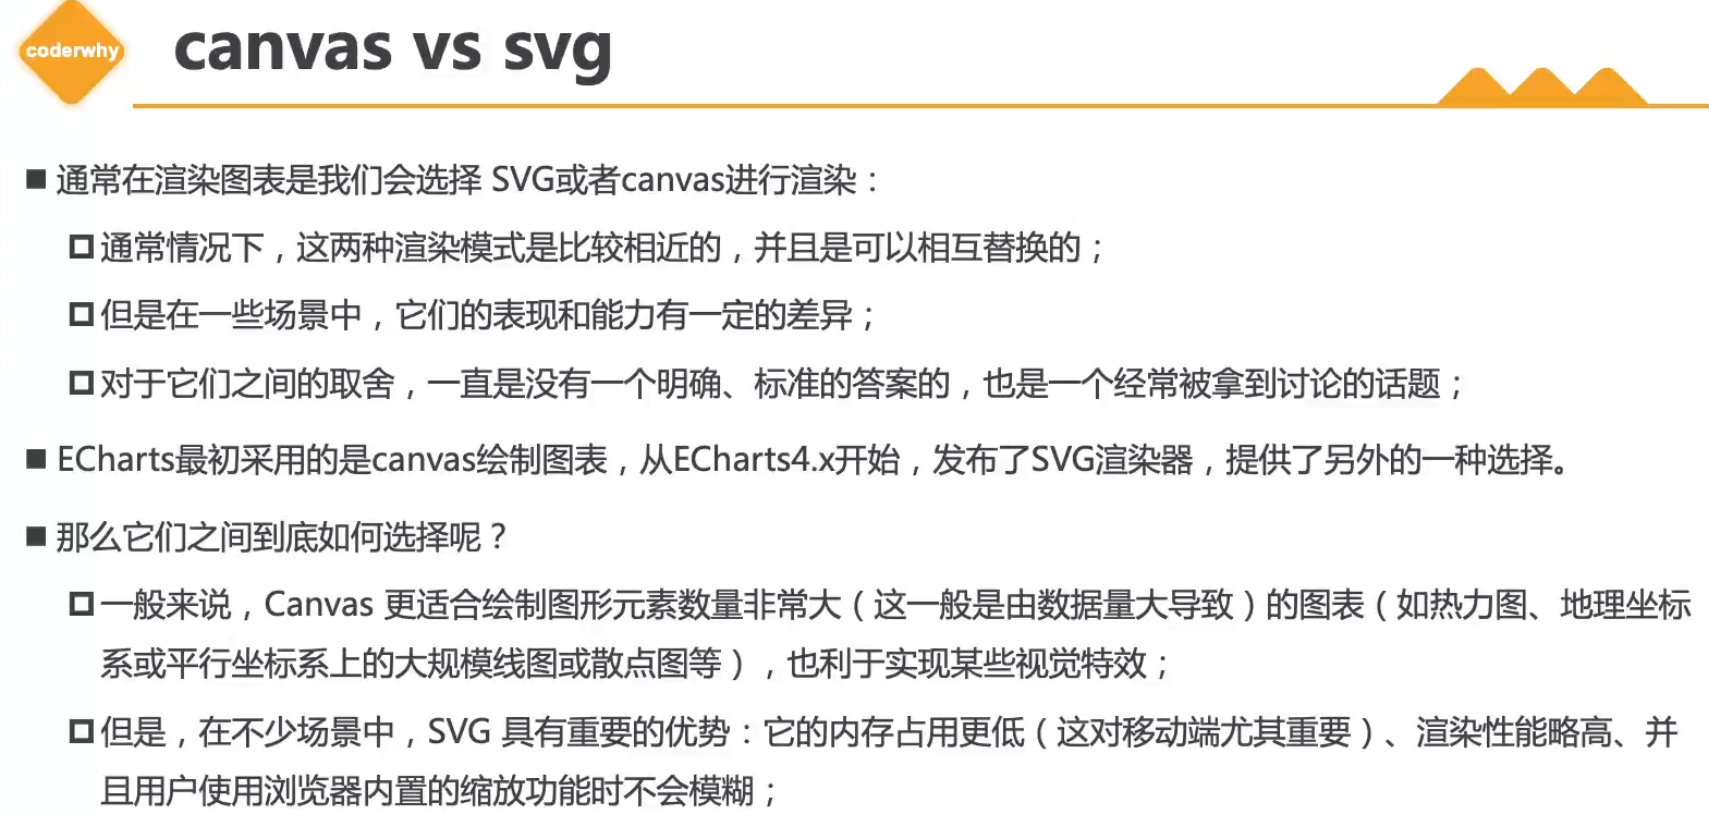 coderwhy
canvas vs svg
通常在渲染图表是我们会选择 SVG或者canvas进行渲染：
通常情况下，这两种渲染模式是比较相近的，并且是可以相互替换的；
但是在一些场景中，它们的表现和能力有一定的差异；
对于它们之间的取舍，一直是没有一个明确、标准的答案的，也是一个经常被拿到讨论的话题；
ECharts最初采用的是canvas绘制图表，从ECharts4.x开始，发布了SVG渲染器，提供了另外的一种选择。
那么它们之间到底如何选择呢？
一般来说，Canvas 更适合绘制图形元素数量非常大（这一般是由数据量大导致）的图表（如热力图、地理坐标
系或平行坐标系上的大规模线图或散点图等），也利于实现某些视觉特效；
但是，在不少场景中，SVG 具有重要的优势：它的内存占用更低（这对移动端尤其重要）、渲染性能略高、并
且用户使用浏览器内置的缩放功能时不会模糊；